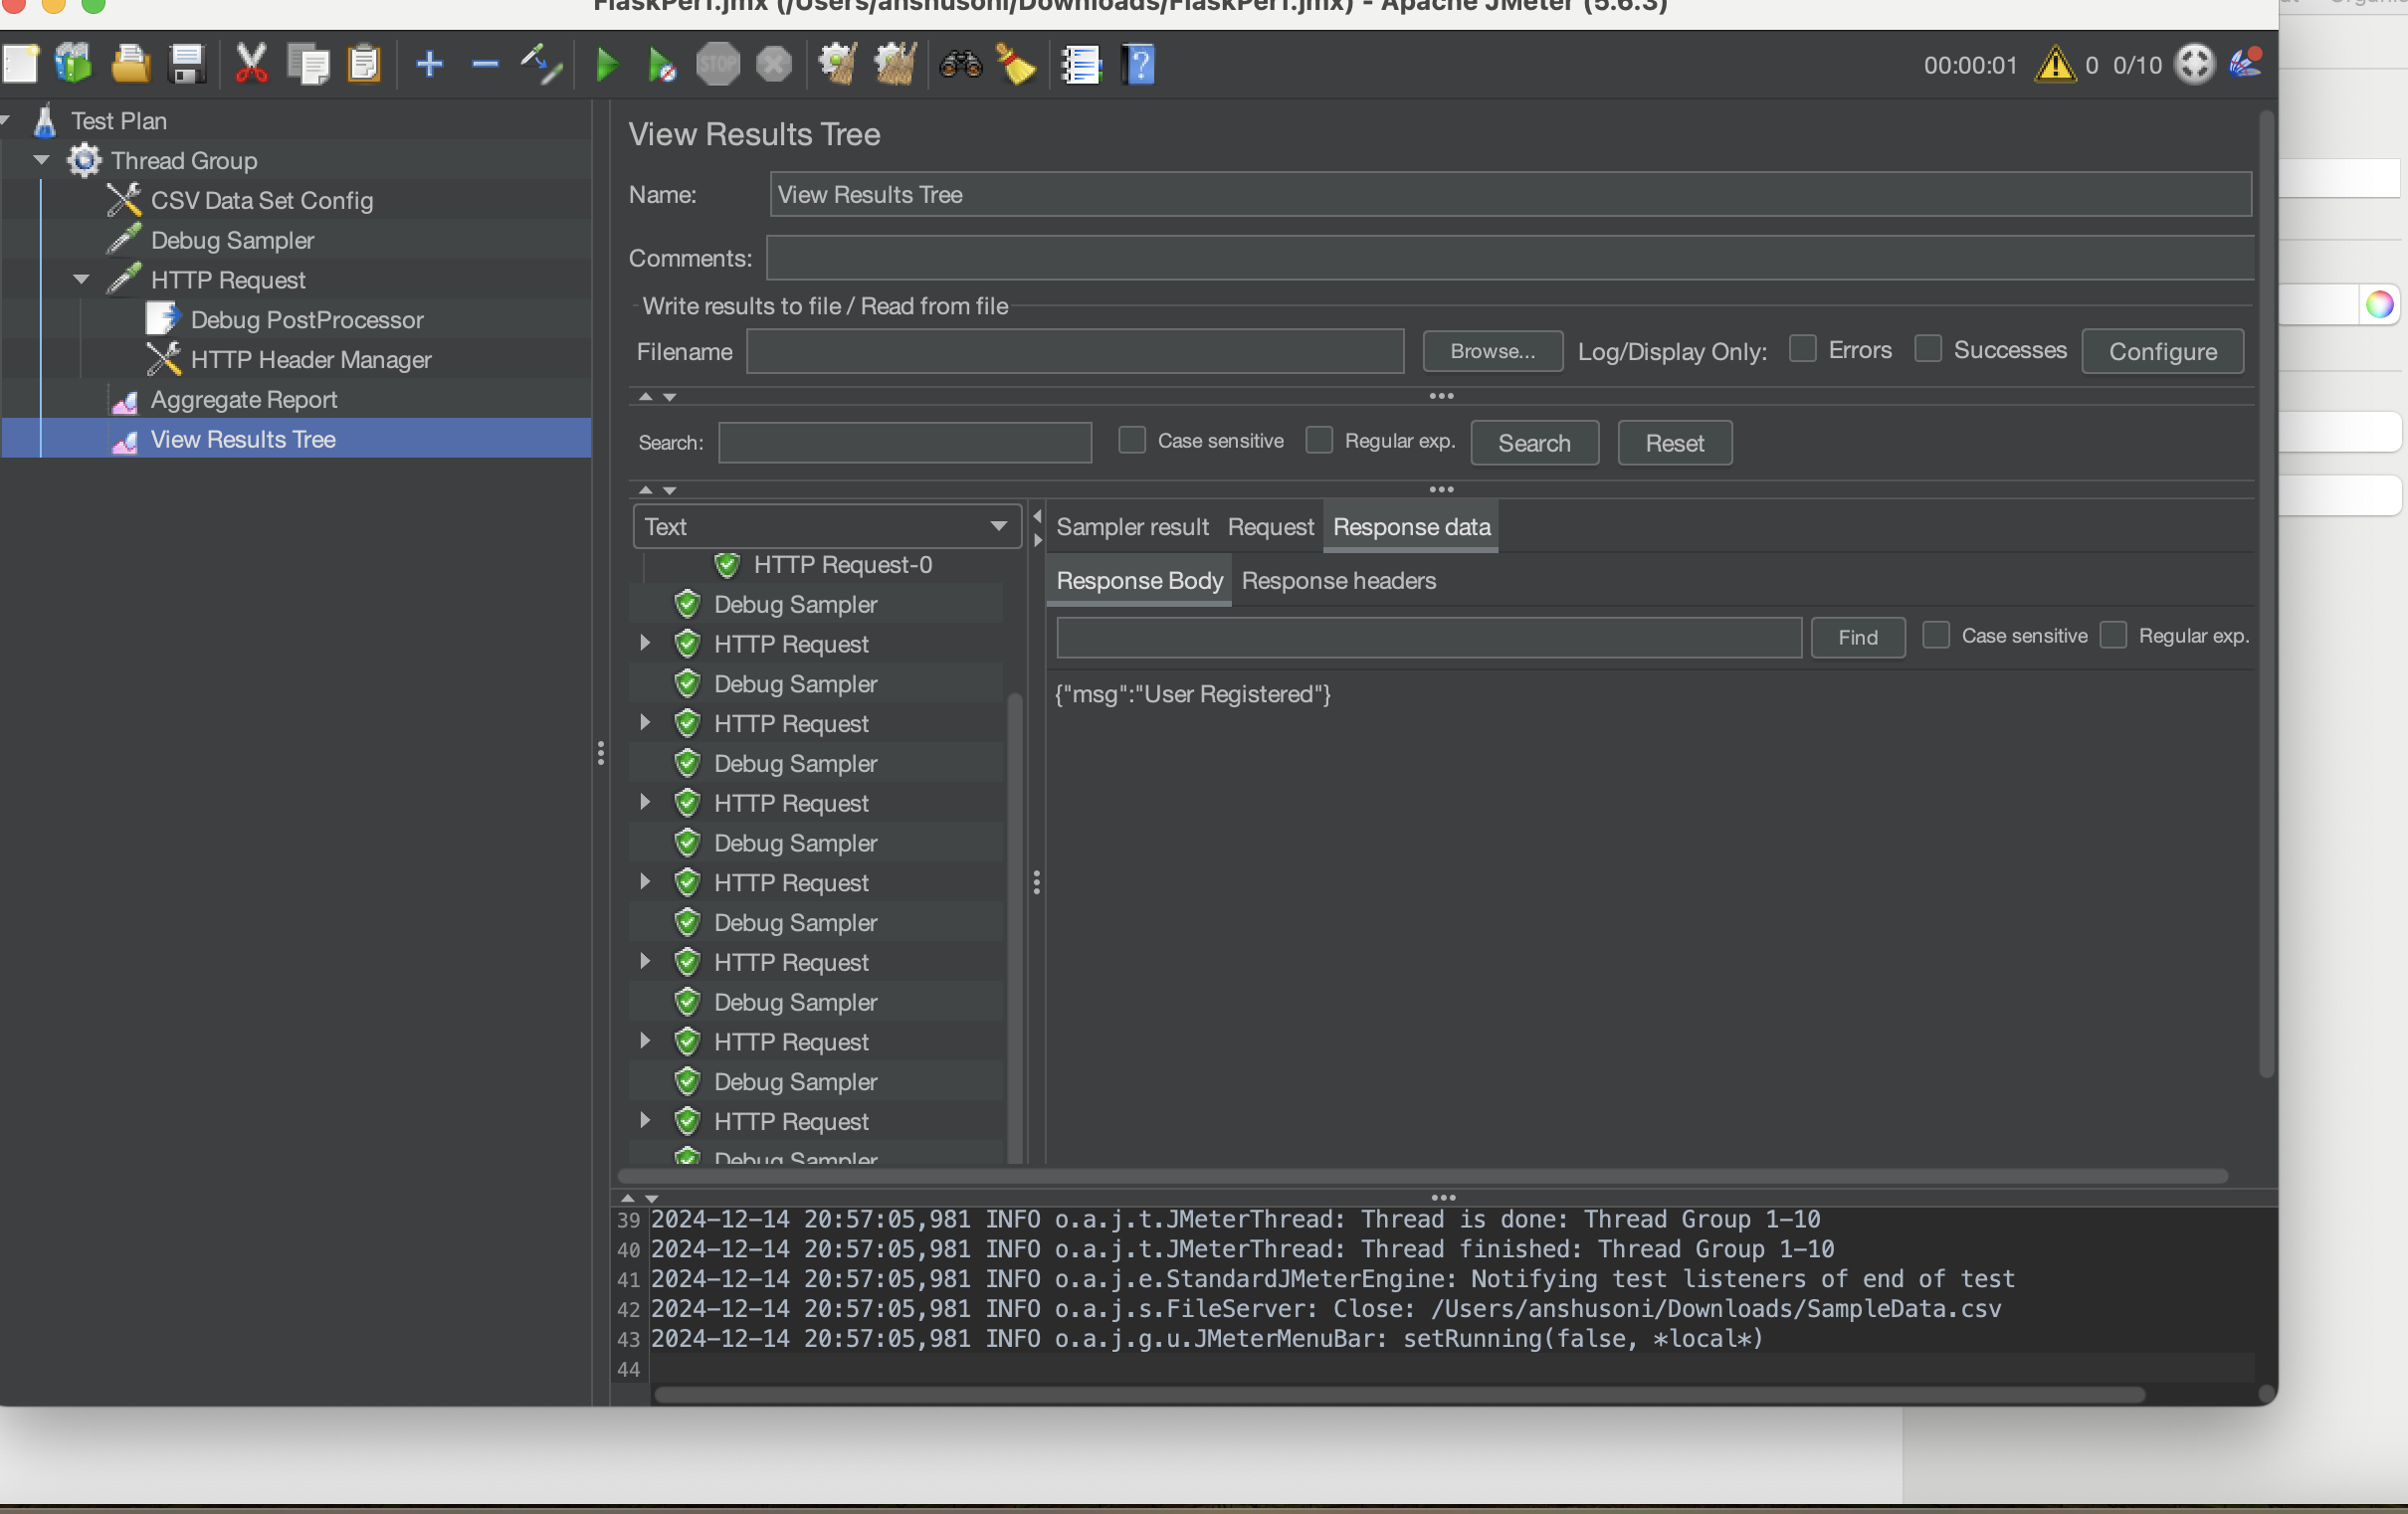 FlaskPerf.jmx (/Users/anshusoni/Downloads/FlaskPerf.jmx) - Apache JMeter (5.6.3)
STOP
00:00:01 0 0/10
Test Plan
Thread Group
CSV Data Set Config
Debug Sampler
HTTP Request
Debug PostProcessor
HTTP Header Manager
Aggregate Report
View Results Tree
View Results Tree
Name: View Results Tree
Comments:
Write results to file / Read from file
Filename Browse... Log/Display Only: Errors Successes Configure
Search: Case sensitive Regular exp. Search Reset
Text
HTTP Request-0
Debug Sampler
HTTP Request
Debug Sampler
HTTP Request
Debug Sampler
HTTP Request
Debug Sampler
HTTP Request
Debug Sampler
HTTP Request
Debug Sampler
HTTP Request
Debug Sampler
HTTP Request
Debug Sampler
Sampler result Request Response data
Response Body Response headers
Find Case sensitive Regular exp.
{"msg":"User Registered"}
39 2024-12-14 20:57:05,981 INFO o.a.j.t.JMeterThread: Thread is done: Thread Group 1-10
40 2024-12-14 20:57:05,981 INFO o.a.j.t.JMeterThread: Thread finished: Thread Group 1-10
41 2024-12-14 20:57:05,981 INFO o.a.j.e.StandardJMeterEngine: Notifying test listeners of end of test
42 2024-12-14 20:57:05,981 INFO o.a.j.s.FileServer: Close: /Users/anshusoni/Downloads/SampleData.csv
43 2024-12-14 20:57:05,981 INFO o.a.j.g.u.JMeterMenuBar: setRunning(false, *local*)
44